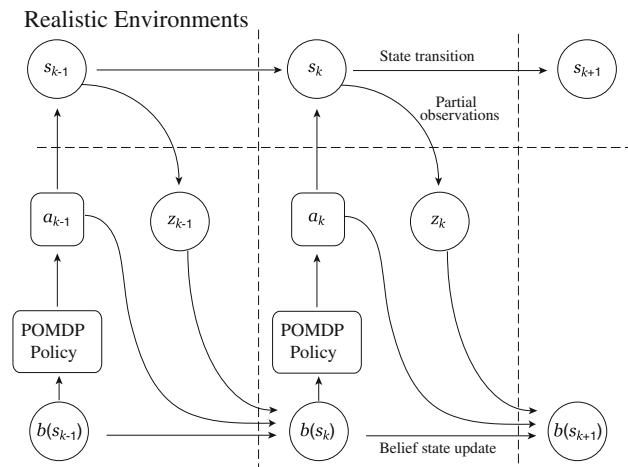 Realistic Environments
s_{k-1}
s_k
State transition
s_{k+1}
Partial
observations
a_{k-1}
z_{k-1}
a_k
z_k
POMDP
Policy
POMDP
Policy
b(s_{k-1})
b(s_k)
Belief state update
b(s_{k+1})